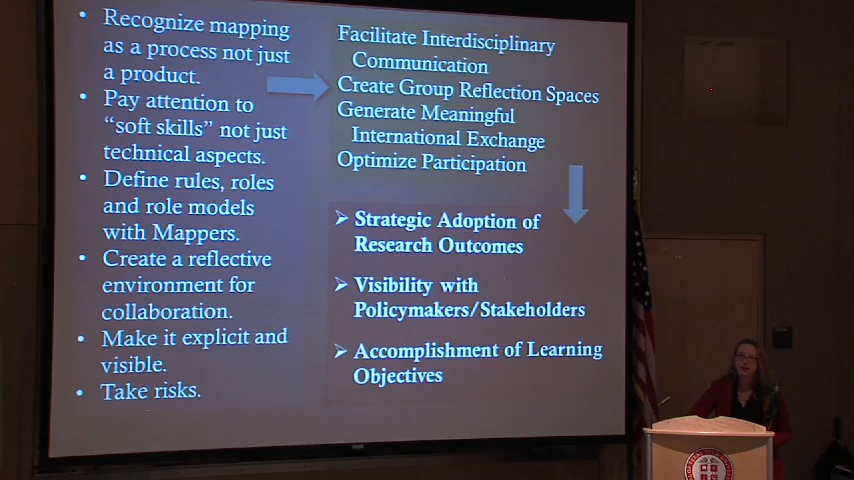 • Recognize mapping
as a process not just
a product.
• Pay attention to
“soft skills” not just
technical aspects.
• Define rules, roles
and role models
with Mappers.
• Create a reflective
environment for
collaboration.
• Make it explicit and
visible.
• Take risks.
Facilitate Interdisciplinary
Communication
Create Group Reflection Spaces
Generate Meaningful
International Exchange
Optimize Participation
➢ Strategic Adoption of
Research Outcomes
➢ Visibility with
Policymakers/Stakeholders
➢ Accomplishment of Learning
Objectives